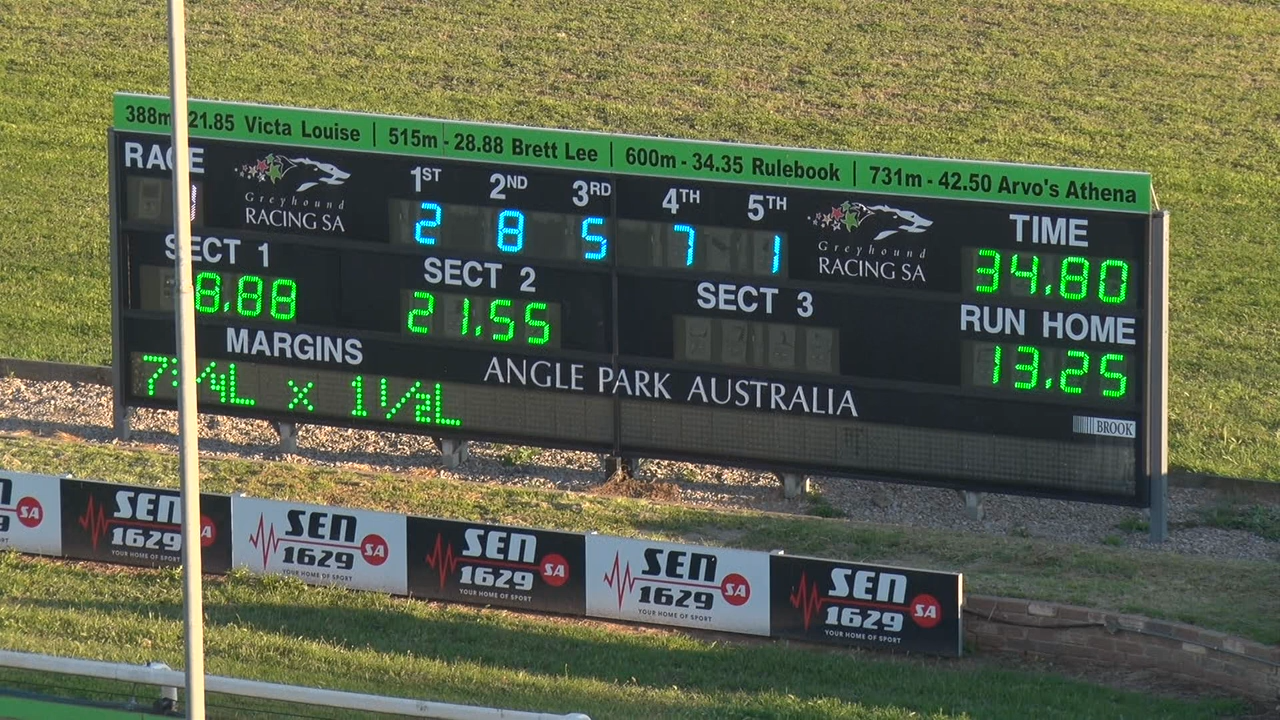 388m 21.85 Victa Louise | 515m - 28.88 Brett Lee | 600m - 34.35 Rulebook | 731m - 42.50 Arvo's Athena
RACE
Greyhound
RACING SA
1ST 2ND 3RD 4TH 5TH
2 8 5 7 1
Greyhound
RACING SA
TIME
34.80
SECT 1
8.88
SECT 2
21.55
SECT 3
RUN HOME
13.25
MARGINS
x 1½L
ANGLE PARK AUSTRALIA
BROOK
SA
SEN
1629 SA
YOUR HOME OF SPORT
SEN
1629 SA
YOUR HOME OF SPORT
SEN
1629 SA
YOUR HOME OF SPORT
SEN
1629 SA
YOUR HOME OF SPORT
SEN
1629 SA
YOUR HOME OF SPORT